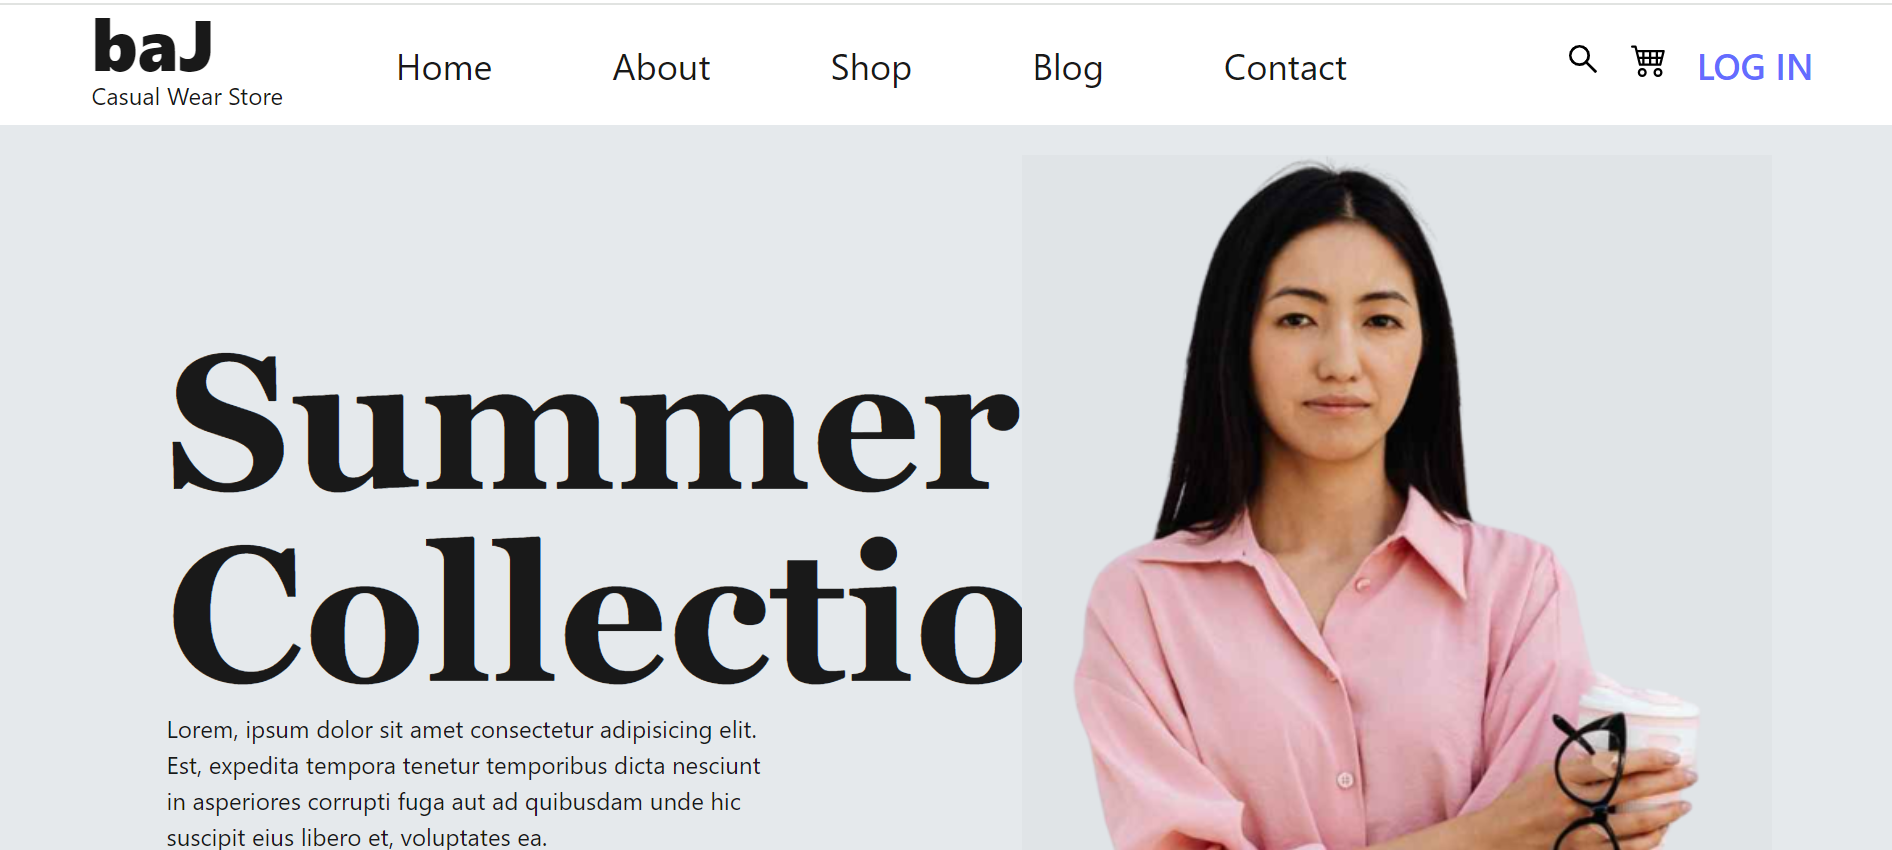 baJ
Casual Wear Store
Home About Shop Blog Contact LOG IN
Summer
Collectio
Lorem, ipsum dolor sit amet consectetur adipisicing elit.
Est, expedita tempora tenetur temporibus dicta nesciunt
in asperiores corrupti fuga aut ad quibusdam unde hic
suscipit eius libero et, voluptates ea.